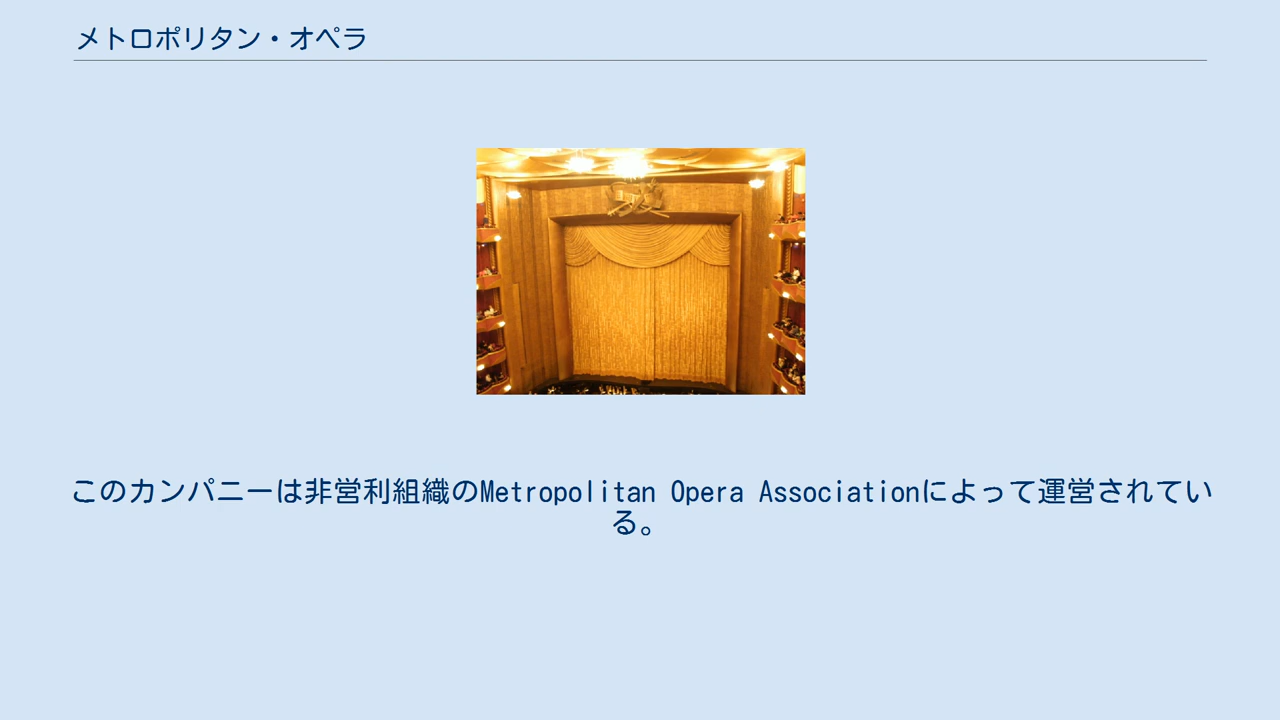 メトロポリタン・オペラ
このカンパニーは非営利組織のMetropolitan Opera Associationによって運営されてい
る。